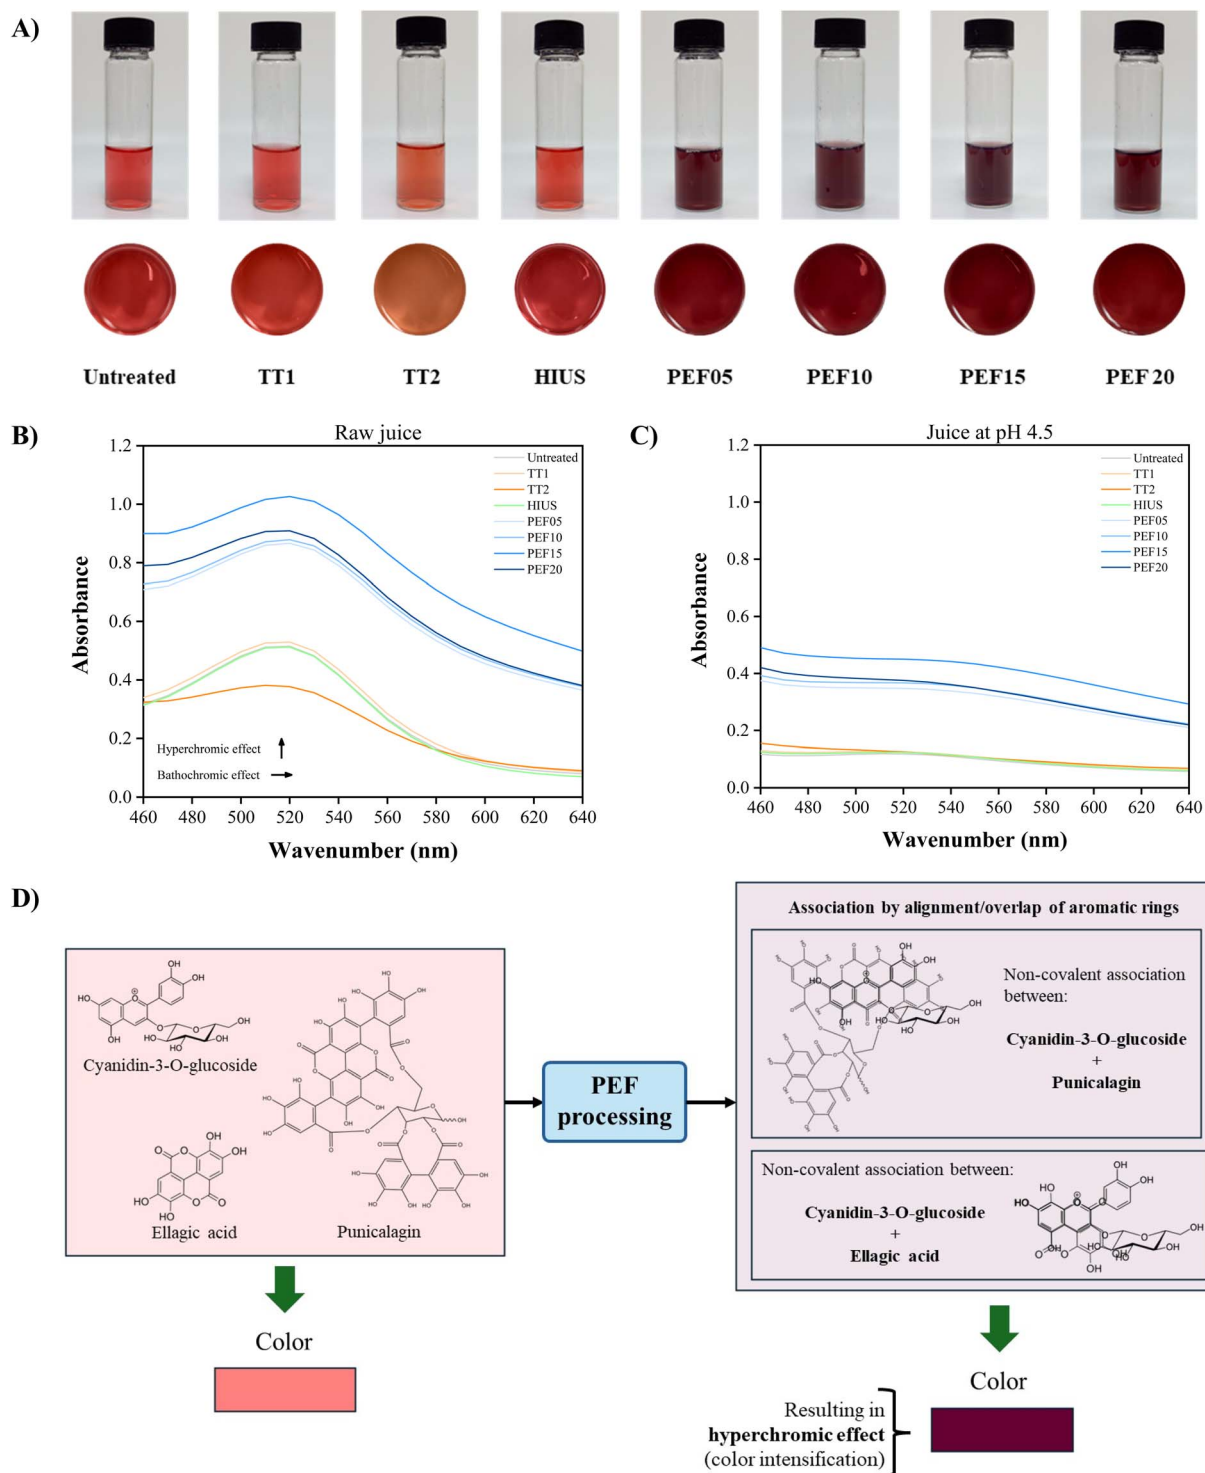 A)
Untreated
TT1
TT2
HIUS
PEF05
PEF10
PEF15
PEF 20
B)
Raw juice
1.2
1.0
0.8
0.6
0.4
0.2
0.0
Absorbance
Untreated
TT1
TT2
HIUS
PEF05
PEF10
PEF15
PEF20
Hyperchromic effect
Bathochromic effect
460 480 500 520 540 560 580 600 620 640
Wavenumber (nm)
C)
Juice at pH 4.5
1.2
1.0
0.8
0.6
0.4
0.2
0.0
Absorbance
Untreated
TT1
TT2
HIUS
PEF05
PEF10
PEF15
PEF20
460 480 500 520 540 560 580 600 620 640
Wavenumber (nm)
D)
Cyanidin-3-O-glucoside
Ellagic acid
Punicalagin
Color
PEF
processing
Association by alignment/overlap of aromatic rings
Non-covalent association
between:
Cyanidin-3-O-glucoside
+
Punicalagin
Non-covalent association between:
Cyanidin-3-O-glucoside
+
Ellagic acid
Color
Resulting in
hyperchromic effect
(color intensification)